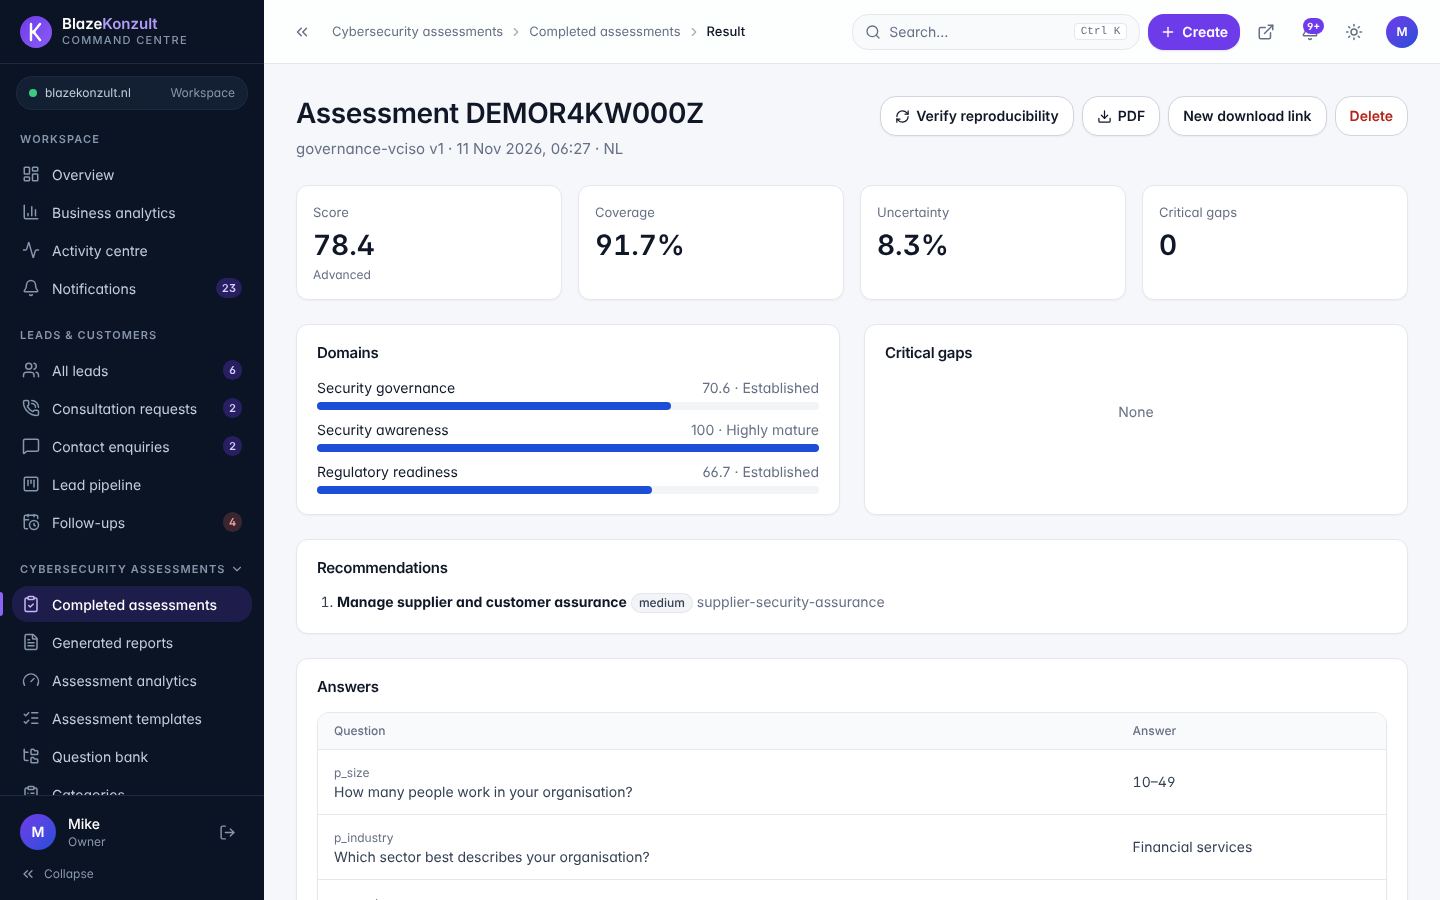 BlazeKonzult
COMMAND CENTRE
blazekonzult.nl Workspace
WORKSPACE
Overview
Business analytics
Activity centre
Notifications 23
LEADS & CUSTOMERS
All leads 6
Consultation requests 2
Contact enquiries 2
Lead pipeline
Follow-ups 4
CYBERSECURITY ASSESSMENTS
Completed assessments
Generated reports
Assessment analytics
Assessment templates
Question bank
Categories
M
Mike
Owner
Collapse
Cybersecurity assessments > Completed assessments > Result
Search... Ctrl K
Create
9+
M
Assessment DEMOR4KW000Z
governance-vciso v1 · 11 Nov 2026, 06:27 · NL
Verify reproducibility
PDF
New download link
Delete
Score
78.4
Advanced
Coverage
91.7%
Uncertainty
8.3%
Critical gaps
0
Domains
Security governance 70.6 · Established
Security awareness 100 · Highly mature
Regulatory readiness 66.7 · Established
Critical gaps
None
Recommendations
1. Manage supplier and customer assurance medium supplier-security-assurance
Answers
Question Answer
p_size
How many people work in your organisation? 10–49
p_industry
Which sector best describes your organisation? Financial services